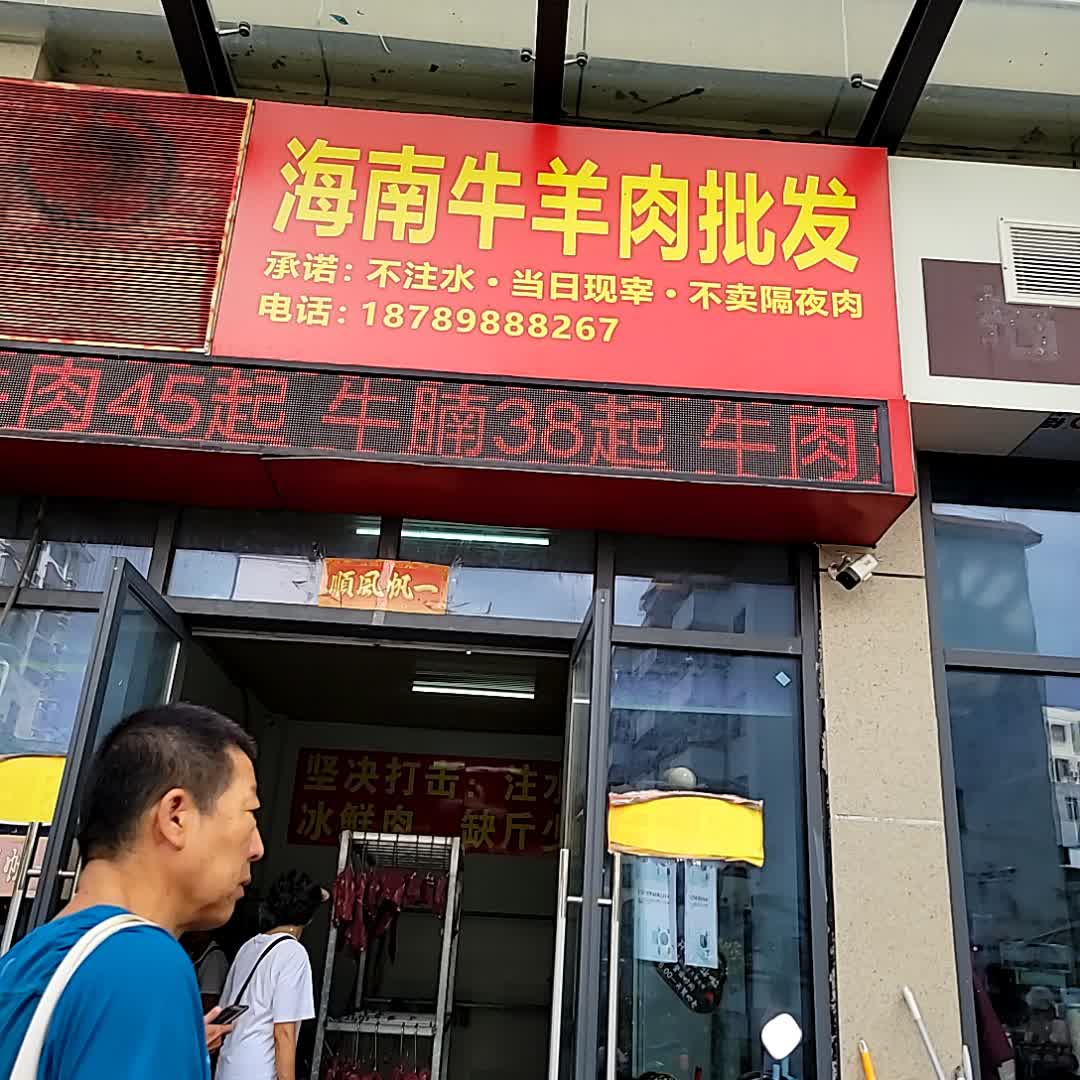 海南牛羊肉批发
承诺：不注水·当日现宰·不卖隔夜肉
电话：18789888267
牛肉45起 牛腩38起 牛肉
一帆风順
坚决打击：注水
冰鲜肉 缺斤少